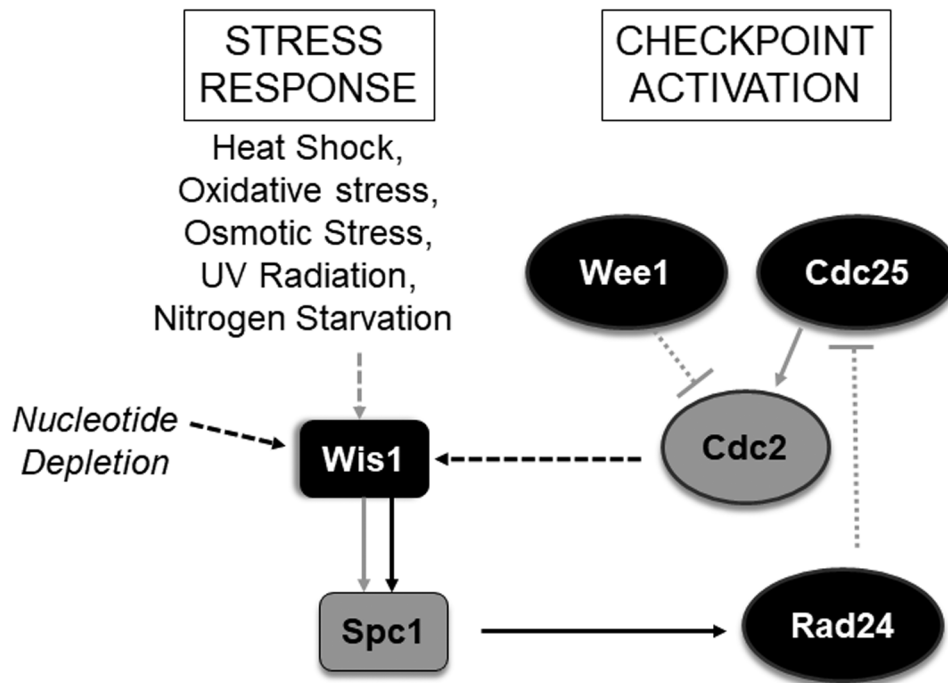 STRESS
RESPONSE
Heat Shock,
Oxidative stress,
Osmotic Stress,
UV Radiation,
Nitrogen Starvation
CHECKPOINT
ACTIVATION
Wee1
Cdc25
Nucleotide
Depletion
Wis1
Cdc2
Spc1
Rad24